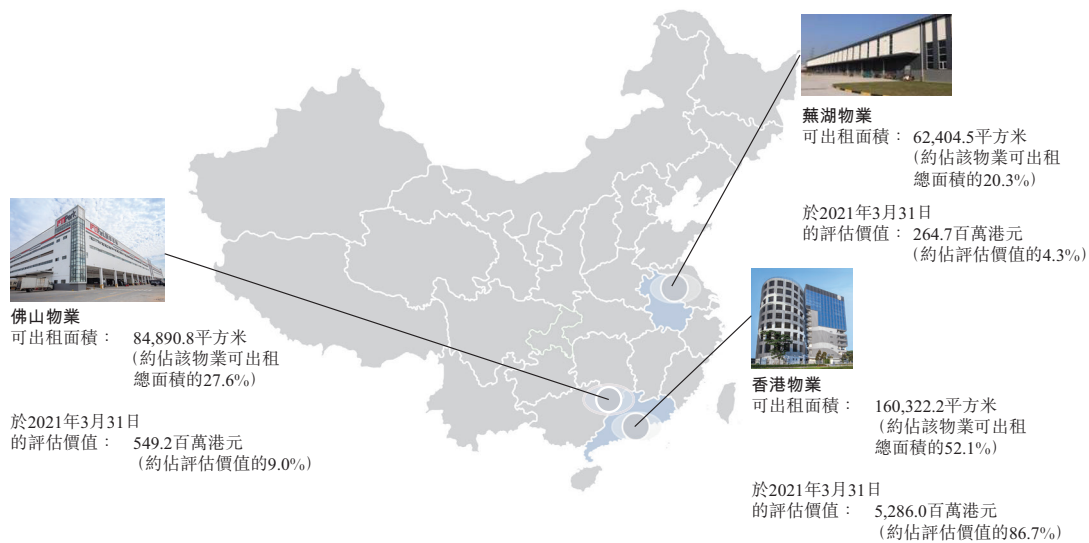 蕪湖物業
可出租面積： 62,404.5平方米
（約佔該物業可出租
總面積的20.3%）
於2021年3月31日
的評估價值： 264.7百萬港元
（約佔評估價值的4.3%）
佛山物業
可出租面積： 84,890.8平方米
（約佔該物業可出租
總面積的27.6%）
於2021年3月31日
的評估價值： 549.2百萬港元
（約佔評估價值的9.0%）
香港物業
可出租面積： 160,322.2平方米
（約佔該物業可出租
總面積的52.1%）
於2021年3月31日
的評估價值： 5,286.0百萬港元
（約佔評估價值的86.7%）